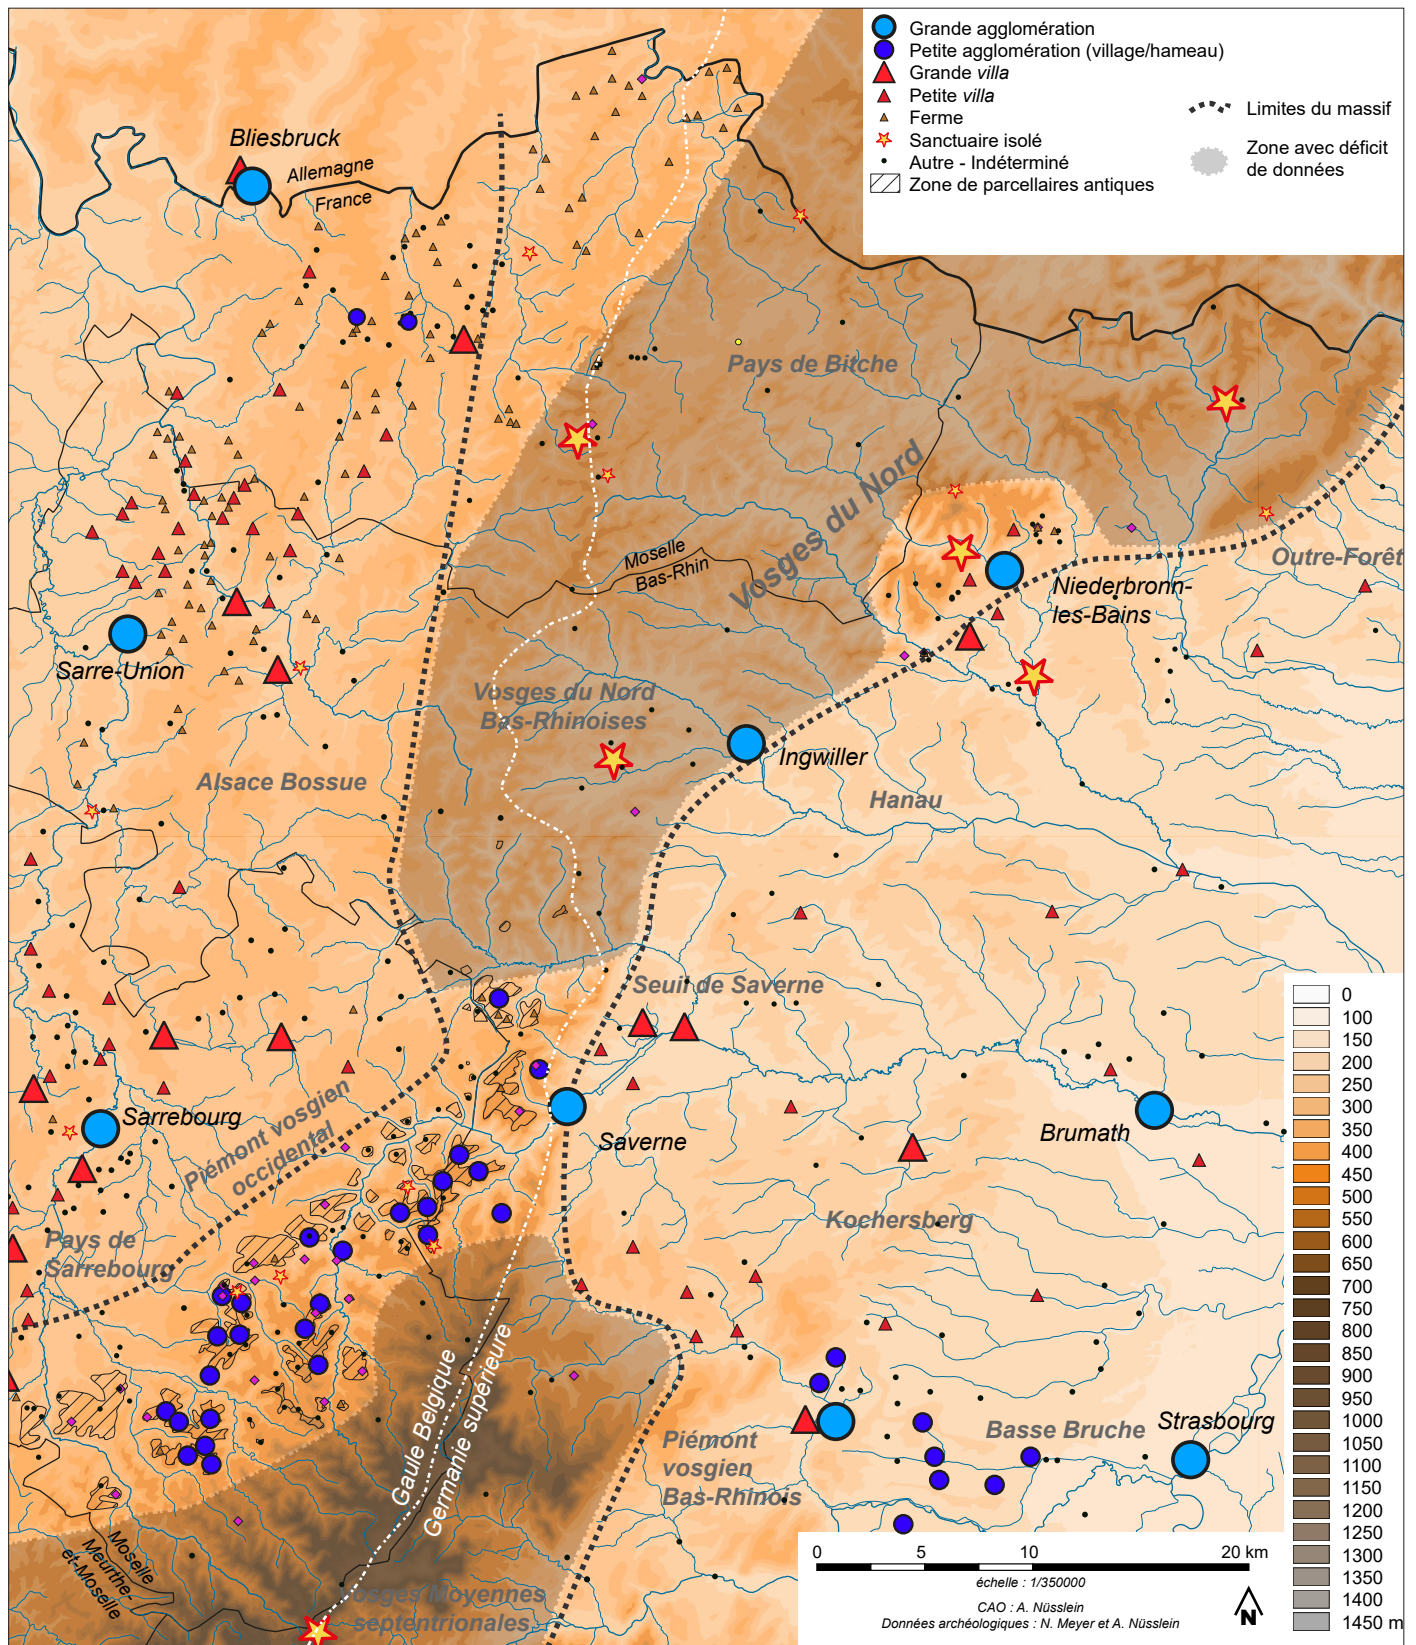 Grande agglomération
Petite agglomération (village/hameau)
Grande villa
Petite villa
Ferme
Sanctuaire isolé
Autre - Indéterminé
Zone de parcellaires antiques
Limites du massif
Zone avec déficit
de données
Bliesbruck
Allemagne
France
Pays de Bitche
Vosges du Nord
Moselle
Bas-Rhin
Outre-Forêt
Niederbronn-
les-Bains
Sarre-Union
Vosges du Nord
Bas-Rhinoises
Ingwiller
Alsace Bossue
Hanau
Seuil de Saverne
Sarrebourg
Piémont vosgien
occidental
Saverne
Brumath
Kochersberg
Pays de
Sarrebourg
Gaule Belgique
Germanie supérieure
Piémont
vosgien
Bas-Rhinois
Basse Bruche
Strasbourg
Moselle
Meurthe-
et-Moselle
Vosges Moyennes
septentrionales
0
100
150
200
250
300
350
400
450
500
550
600
650
700
750
800
850
900
950
1000
1050
1100
1150
1200
1250
1300
1350
1400
1450 m
0 5 10 20 km
échelle : 1/350000
CAO : A. Nüsslein
Données archéologiques : N. Meyer et A. Nüsslein
N